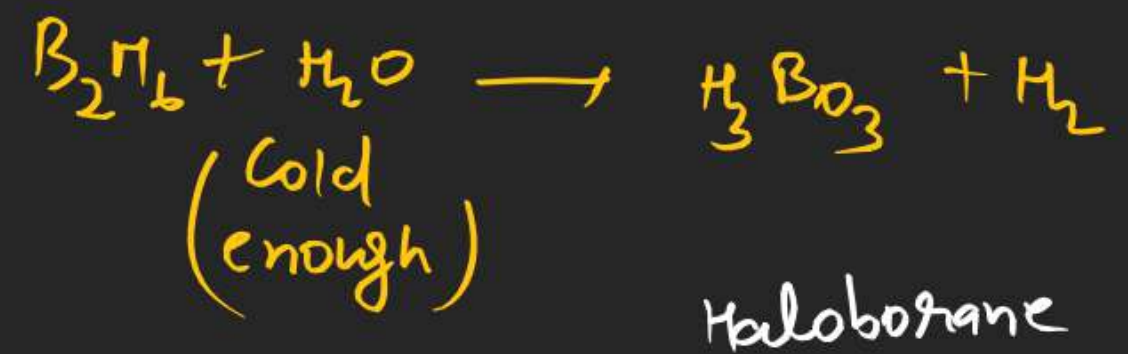 B₂H₆ + H₂O ⟶ H₃BO₃ + H₂
(Cold
enough)
Haloborane